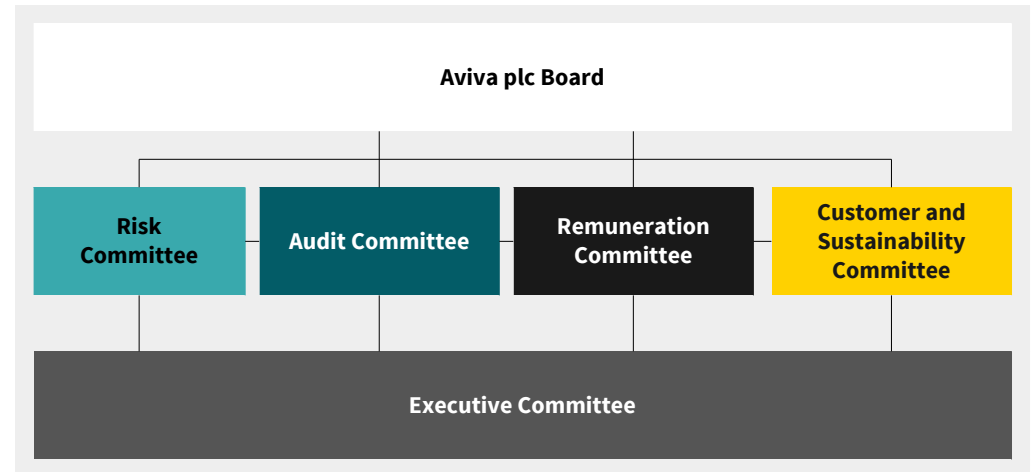 Aviva plc Board
Risk
Committee
Audit Committee
Remuneration
Committee
Customer and
Sustainability
Committee
Executive Committee